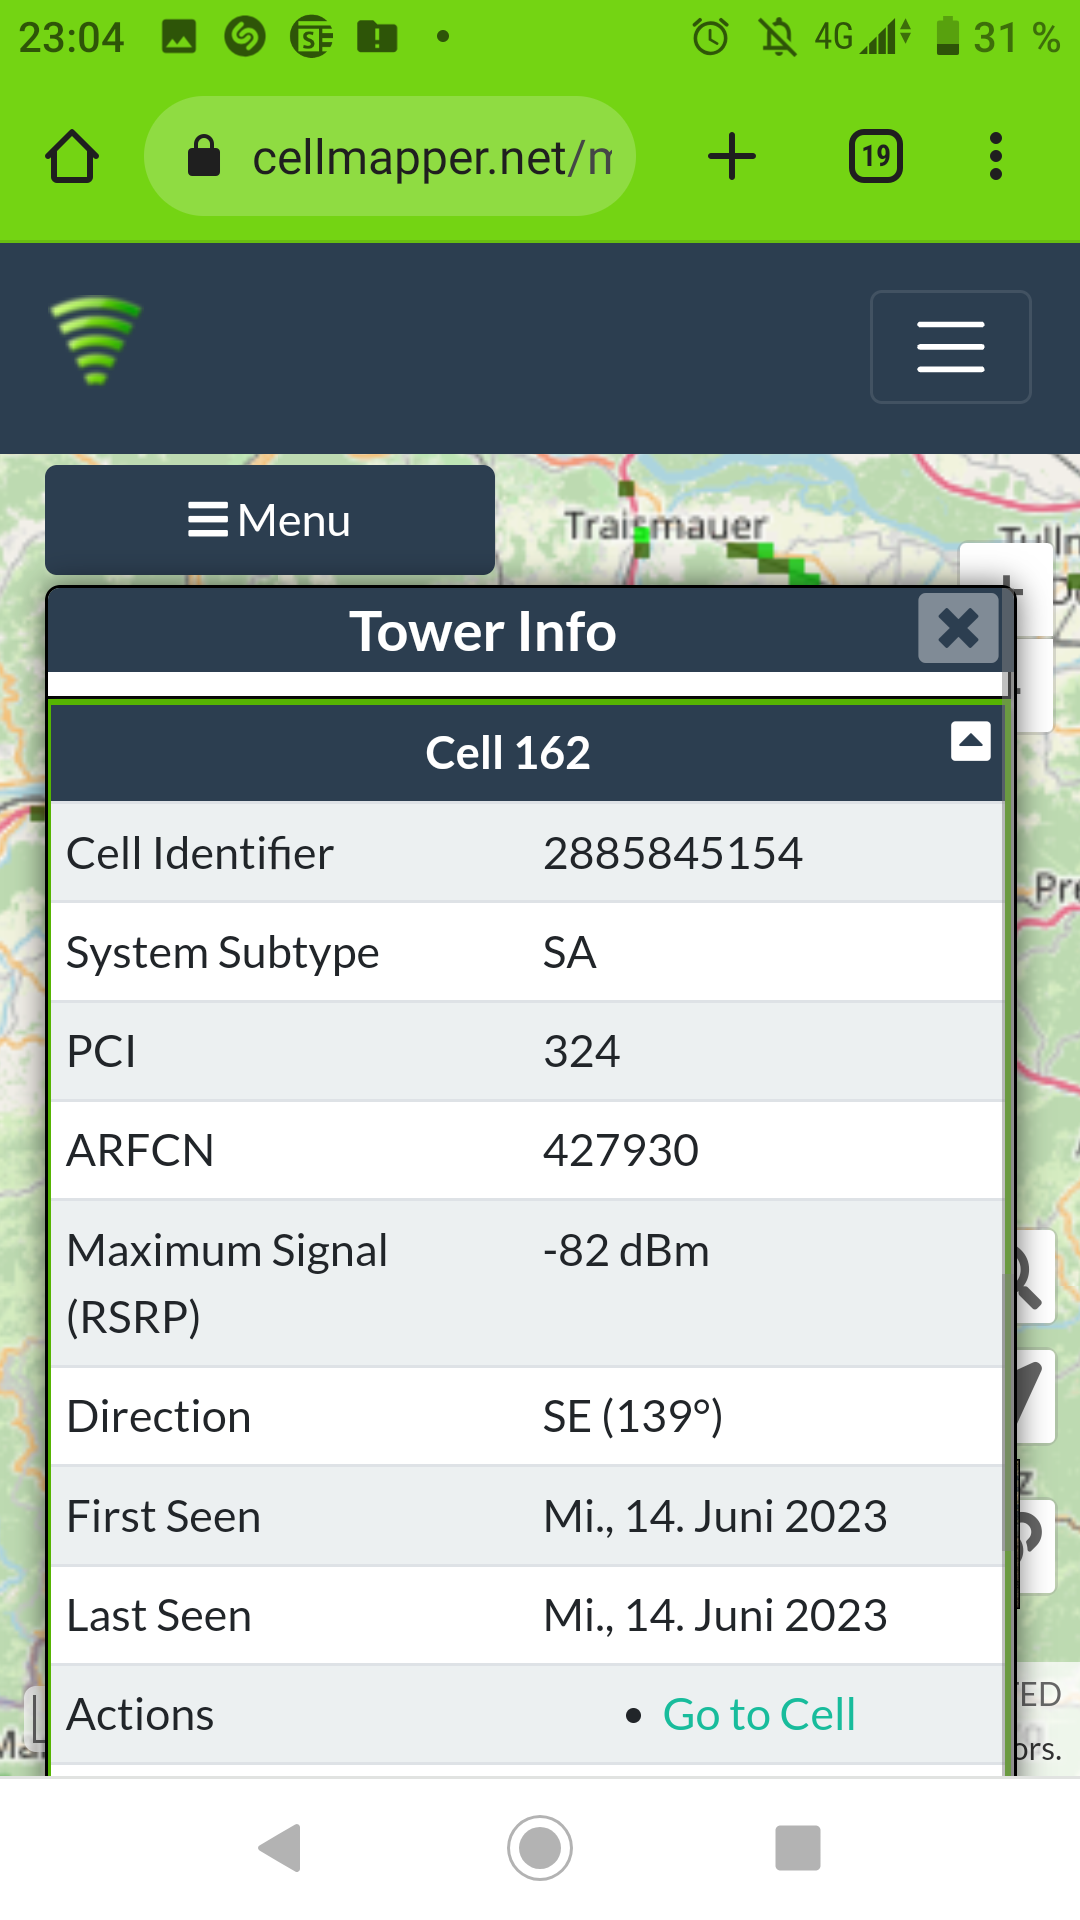 23:04 4G 31 %
cellmapper.net/m
19
Menu
Traismauer
Tulln
Tower Info
Cell 162
Cell Identifier 2885845154
System Subtype SA
Pre
PCI 324
ARFCN 427930
Maximum Signal -82 dBm
(RSRP)
Direction SE (139°)
First Seen Mi., 14. Juni 2023
Last Seen Mi., 14. Juni 2023
TED
Actions • Go to Cell
ors.